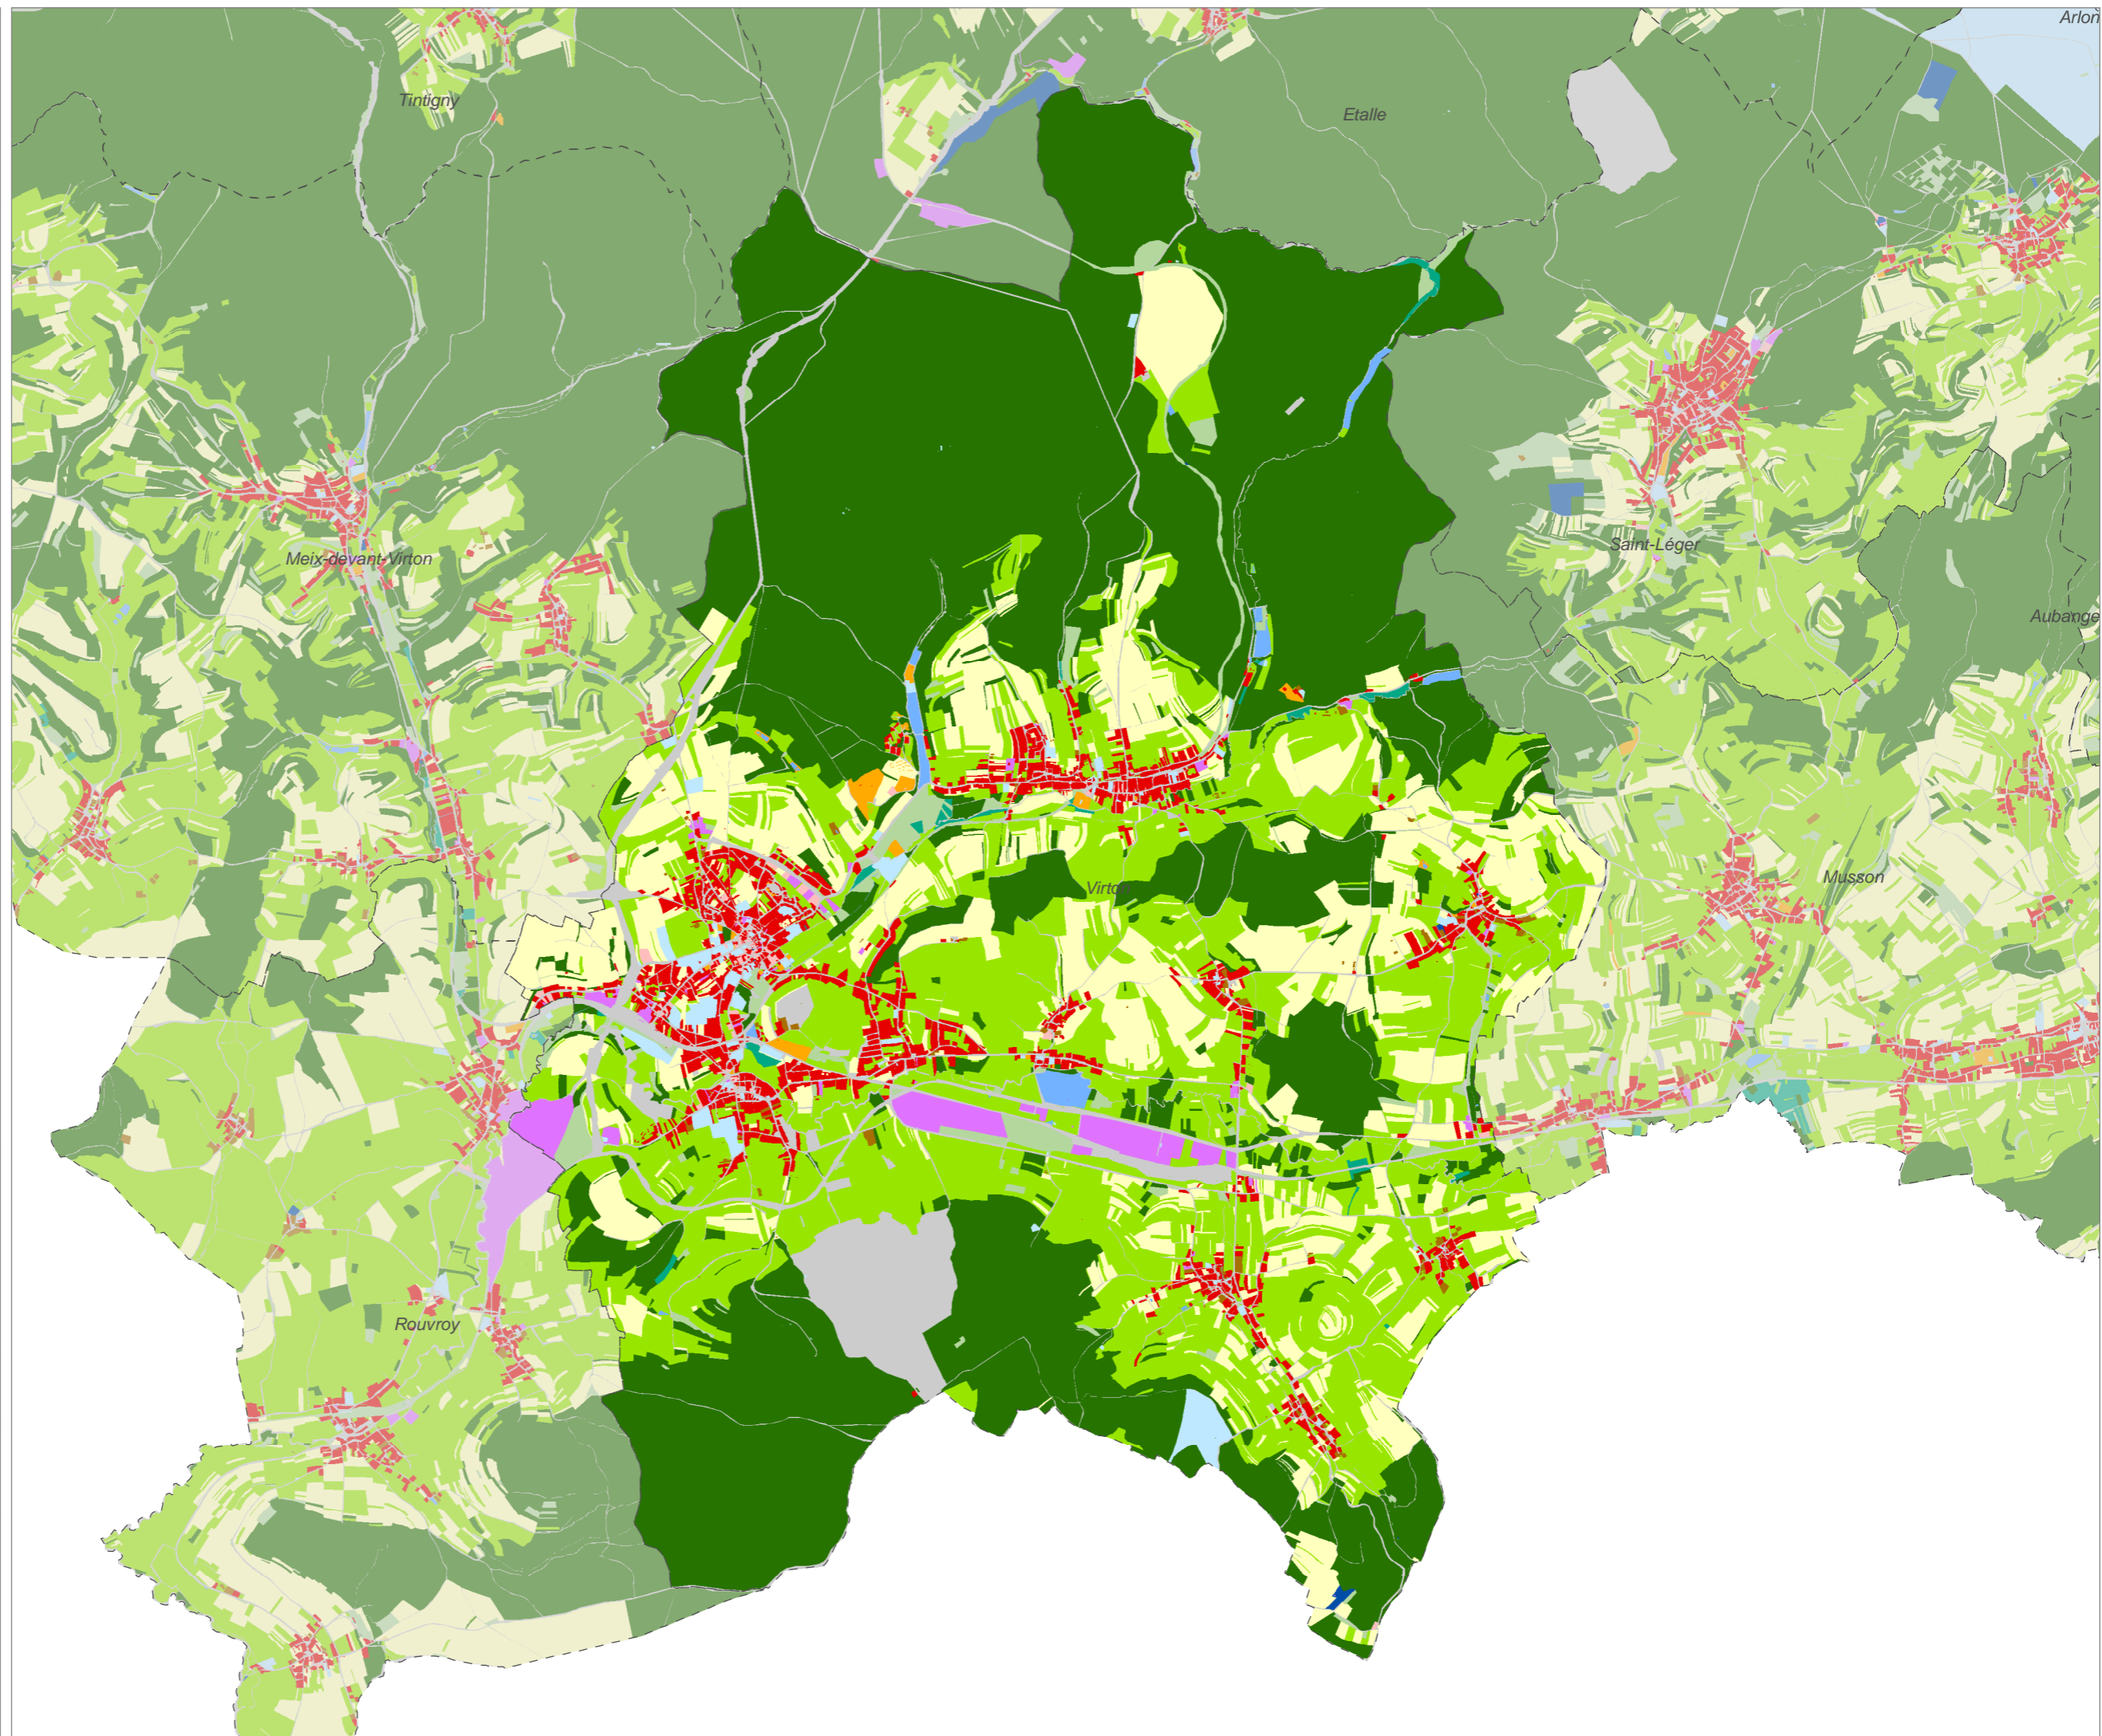 Arlon
Tintigny
Etalle
Saint-Léger
Meix-devant-Virton
Aubange
Musson
Virton
Rouvroy